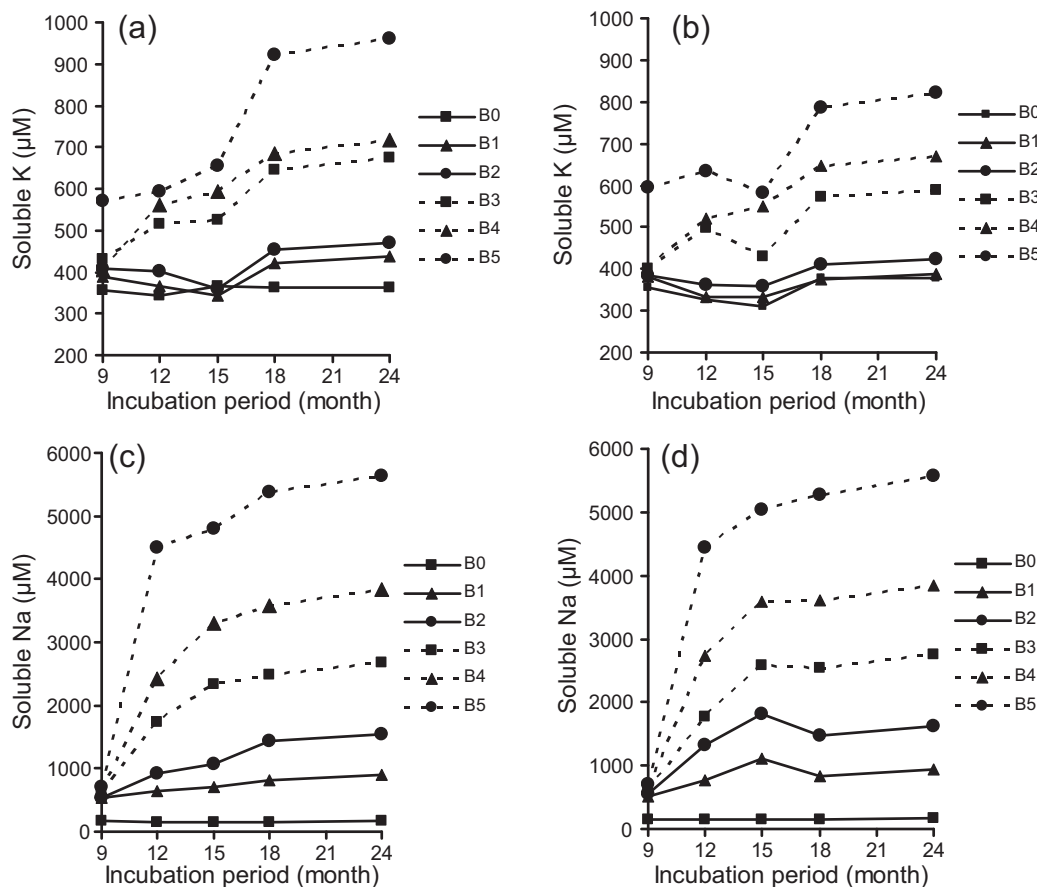 (a)
Soluble K (µM)
1000
900
800
700
600
500
400
300
200
9 12 15 18 21 24
Incubation period (month)
B0
B1
B2
B3
B4
B5
(b)
Soluble K (µM)
1000
900
800
700
600
500
400
300
200
9 12 15 18 21 24
Incubation period (month)
B0
B1
B2
B3
B4
B5
(c)
Soluble Na (µM)
6000
5000
4000
3000
2000
1000
0
9 12 15 18 21 24
Incubation period (month)
B0
B1
B2
B3
B4
B5
(d)
Soluble Na (µM)
6000
5000
4000
3000
2000
1000
0
9 12 15 18 21 24
Incubation period (month)
B0
B1
B2
B3
B4
B5